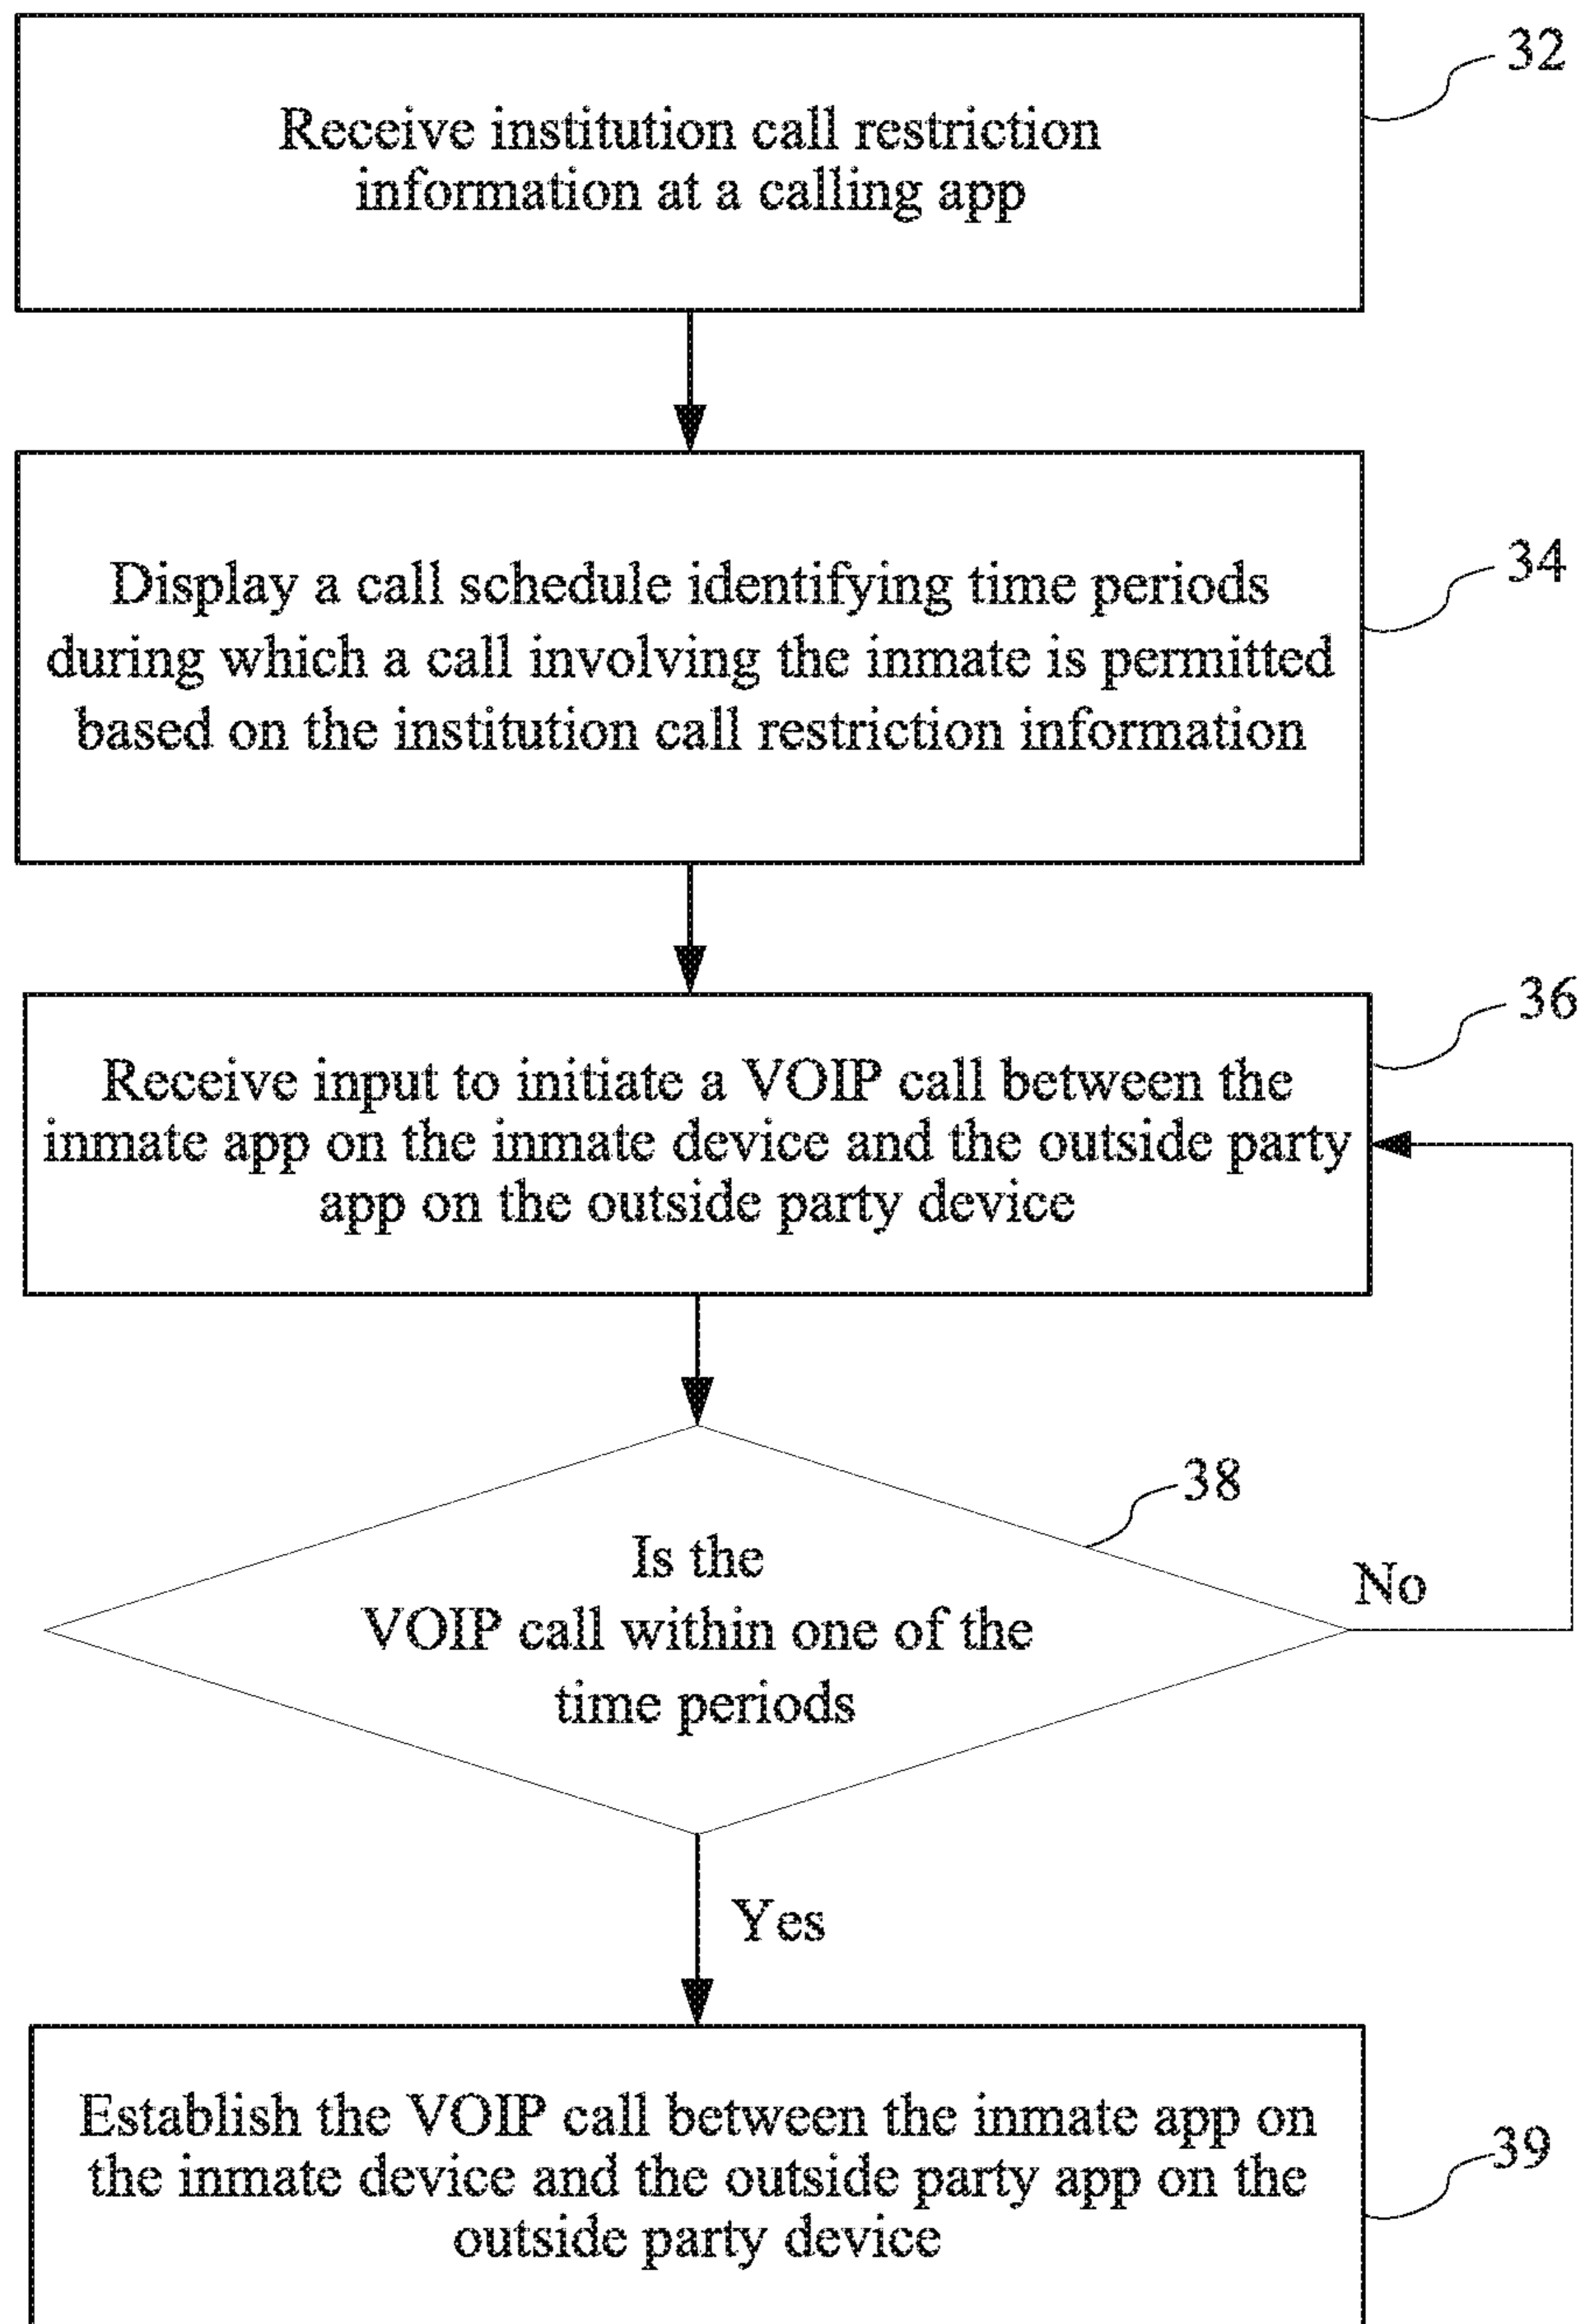 32
Receive institution call restriction
information at a calling app
34
Display a call schedule identifying time periods
during which a call involving the inmate is permitted
based on the institution call restriction information
36
Receive input to initiate a VOIP call between the
inmate app on the inmate device and the outside party
app on the outside party device
38
Is the
VOIP call within one of the
time periods
No
Yes
Establish the VOIP call between the inmate app on
the inmate device and the outside party app on the
outside party device
39